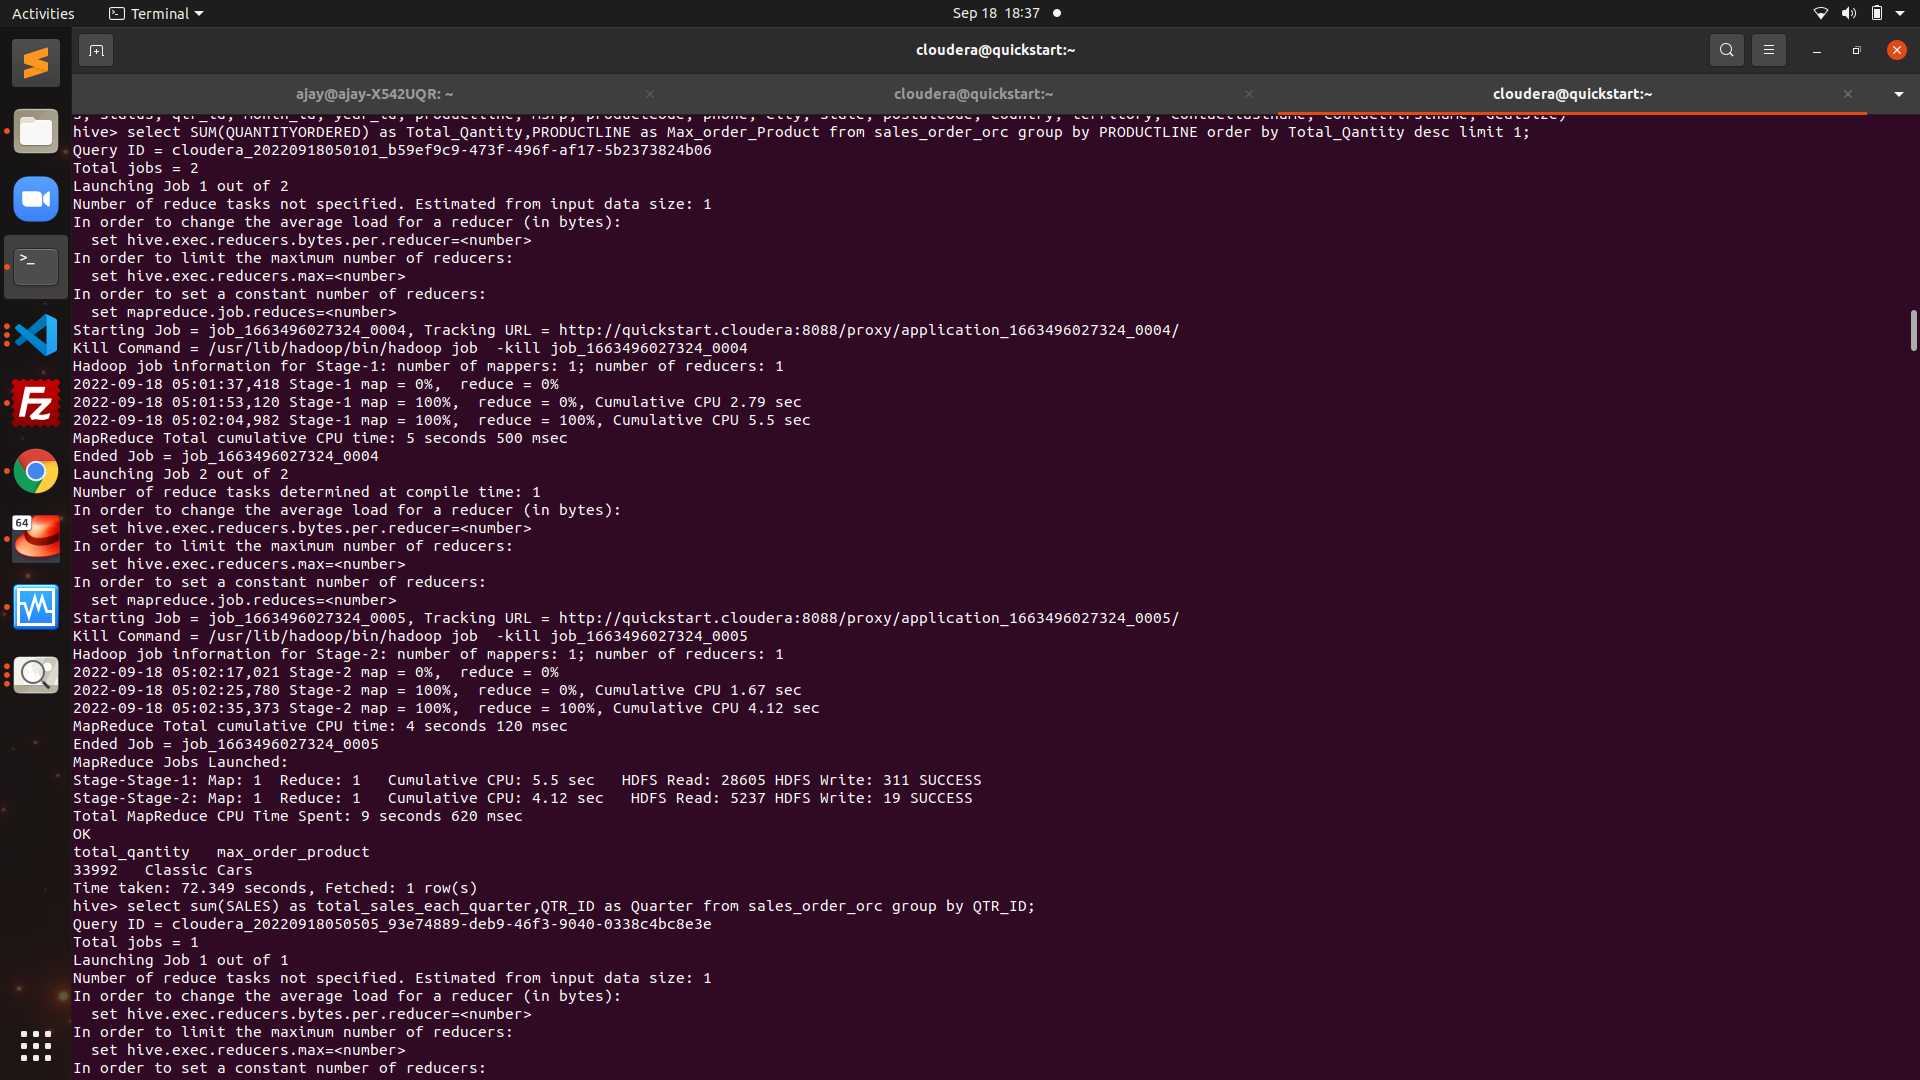 Activities
Terminal
Sep 18 18:37
cloudera@quickstart:~
ajay@ajay-X542UQR: ~
cloudera@quickstart:~
cloudera@quickstart:~
s, status, qtr_id, month_id, year_id, productline, msrp, productcode, phone, city, state, postalcode, country, territory, contactlastname, contactfirstname, dealsize)
hive> select SUM(QUANTITYORDERED) as Total_Qantity,PRODUCTLINE as Max_order_Product from sales_order_orc group by PRODUCTLINE order by Total_Qantity desc limit 1;
Query ID = cloudera_20220918050101_b59ef9c9-473f-496f-af17-5b2373824b06
Total jobs = 2
Launching Job 1 out of 2
Number of reduce tasks not specified. Estimated from input data size: 1
In order to change the average load for a reducer (in bytes):
  set hive.exec.reducers.bytes.per.reducer=<number>
In order to limit the maximum number of reducers:
  set hive.exec.reducers.max=<number>
In order to set a constant number of reducers:
  set mapreduce.job.reduces=<number>
Starting Job = job_1663496027324_0004, Tracking URL = http://quickstart.cloudera:8088/proxy/application_1663496027324_0004/
Kill Command = /usr/lib/hadoop/bin/hadoop job  -kill job_1663496027324_0004
Hadoop job information for Stage-1: number of mappers: 1; number of reducers: 1
2022-09-18 05:01:37,418 Stage-1 map = 0%,  reduce = 0%
2022-09-18 05:01:53,120 Stage-1 map = 100%,  reduce = 0%, Cumulative CPU 2.79 sec
2022-09-18 05:02:04,982 Stage-1 map = 100%,  reduce = 100%, Cumulative CPU 5.5 sec
MapReduce Total cumulative CPU time: 5 seconds 500 msec
Ended Job = job_1663496027324_0004
Launching Job 2 out of 2
Number of reduce tasks determined at compile time: 1
In order to change the average load for a reducer (in bytes):
  set hive.exec.reducers.bytes.per.reducer=<number>
In order to limit the maximum number of reducers:
  set hive.exec.reducers.max=<number>
In order to set a constant number of reducers:
  set mapreduce.job.reduces=<number>
Starting Job = job_1663496027324_0005, Tracking URL = http://quickstart.cloudera:8088/proxy/application_1663496027324_0005/
Kill Command = /usr/lib/hadoop/bin/hadoop job  -kill job_1663496027324_0005
Hadoop job information for Stage-2: number of mappers: 1; number of reducers: 1
2022-09-18 05:02:17,021 Stage-2 map = 0%,  reduce = 0%
2022-09-18 05:02:25,780 Stage-2 map = 100%,  reduce = 0%, Cumulative CPU 1.67 sec
2022-09-18 05:02:35,373 Stage-2 map = 100%,  reduce = 100%, Cumulative CPU 4.12 sec
MapReduce Total cumulative CPU time: 4 seconds 120 msec
Ended Job = job_1663496027324_0005
MapReduce Jobs Launched:
Stage-Stage-1: Map: 1  Reduce: 1   Cumulative CPU: 5.5 sec   HDFS Read: 28605 HDFS Write: 311 SUCCESS
Stage-Stage-2: Map: 1  Reduce: 1   Cumulative CPU: 4.12 sec   HDFS Read: 5237 HDFS Write: 19 SUCCESS
Total MapReduce CPU Time Spent: 9 seconds 620 msec
OK
total_qantity   max_order_product
33992   Classic Cars
Time taken: 72.349 seconds, Fetched: 1 row(s)
hive> select sum(SALES) as total_sales_each_quarter,QTR_ID as Quarter from sales_order_orc group by QTR_ID;
Query ID = cloudera_20220918050505_93e74889-deb9-46f3-9040-0338c4bc8e3e
Total jobs = 1
Launching Job 1 out of 1
Number of reduce tasks not specified. Estimated from input data size: 1
In order to change the average load for a reducer (in bytes):
  set hive.exec.reducers.bytes.per.reducer=<number>
In order to limit the maximum number of reducers:
  set hive.exec.reducers.max=<number>
In order to set a constant number of reducers:
>_
Fz
64